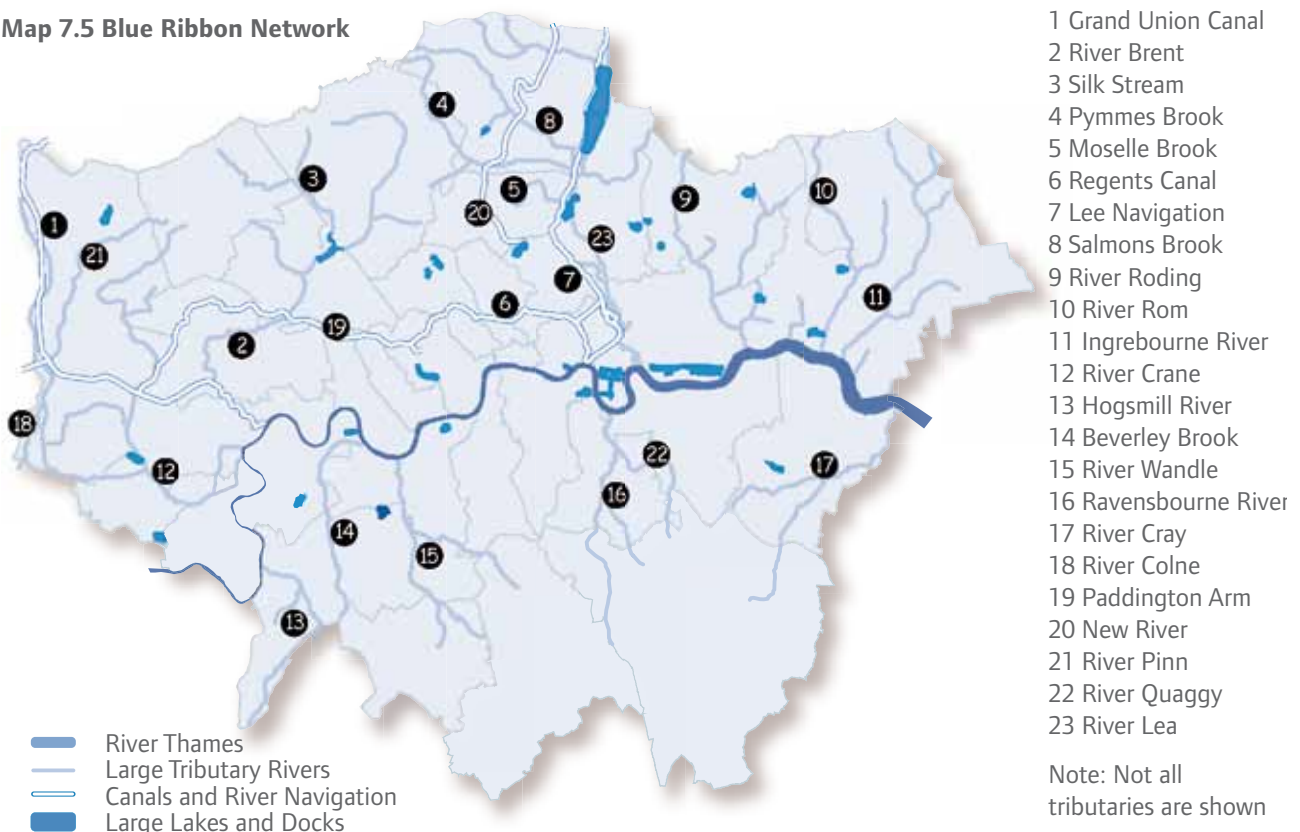 Map 7.5 Blue Ribbon Network
1 Grand Union Canal
2 River Brent
3 Silk Stream
4 Pymmes Brook
5 Moselle Brook
6 Regents Canal
7 Lee Navigation
8 Salmons Brook
9 River Roding
10 River Rom
11 Ingrebourne River
12 River Crane
13 Hogsmill River
14 Beverley Brook
15 River Wandle
16 Ravensbourne River
17 River Cray
18 River Colne
19 Paddington Arm
20 New River
21 River Pinn
22 River Quaggy
23 River Lea
Note: Not all
tributaries are shown
4
8
3
5
9
10
20
1
23
21
7
11
6
19
2
18
22
12
17
16
14
15
13
River Thames
Large Tributary Rivers
Canals and River Navigation
Large Lakes and Docks